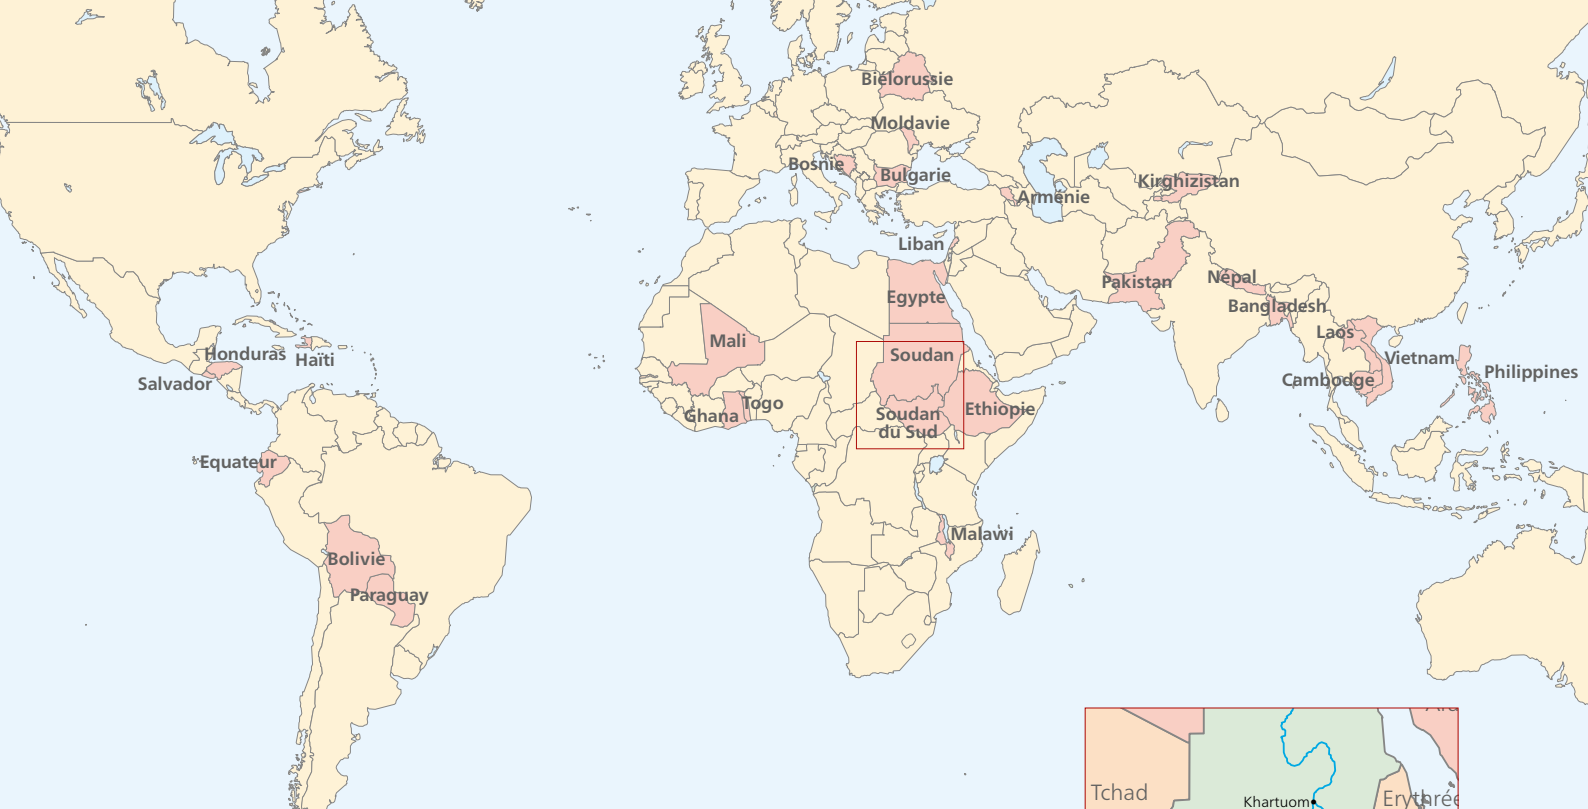 Biélorussie
Moldavie
Bosnie
Bulgarie
Kirghizistan
Arménie
Liban
Népal
Pakistan
Egypte
Bangladesh
Laos
Mali
Soudan
Honduras
Haïti
Vietnam
Philippines
Salvador
Cambodge
Togo
Ethiopie
Ghana
Soudan
du Sud
Equateur
Malawi
Bolivie
Paraguay
Tchad
Khartuom
Erythrée